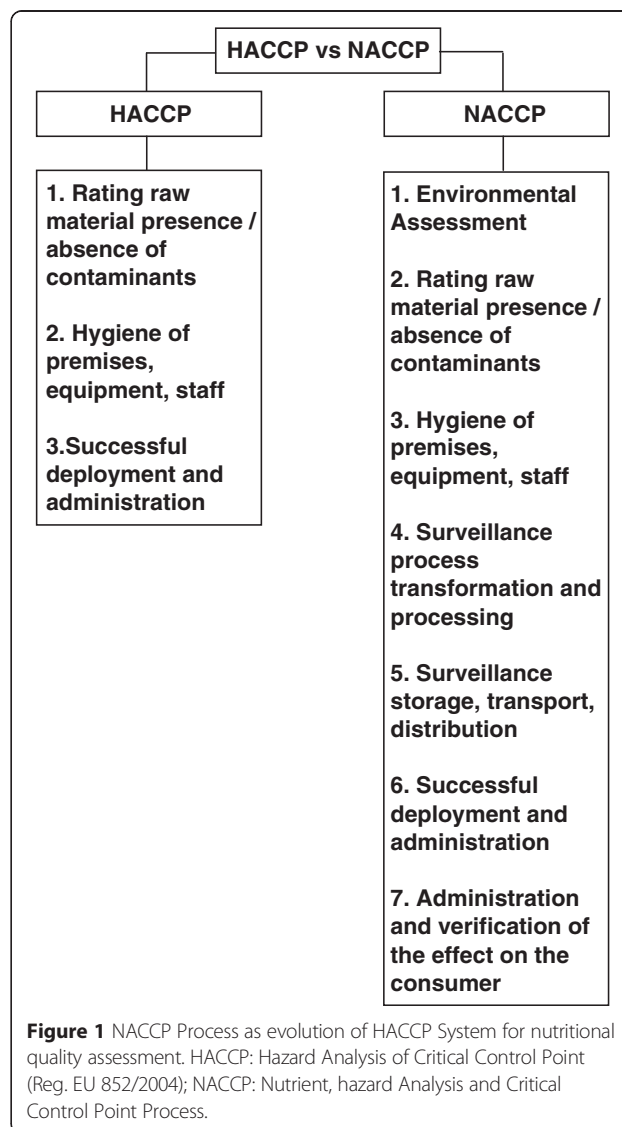 HACCP vs NACCP
HACCP
NACCP
1. Rating raw
material presence /
absence of
contaminants
2. Hygiene of
premises,
equipment, staff
3.Successful
deployment and
administration
1. Environmental
Assessment
2. Rating raw
material presence /
absence of
contaminants
3. Hygiene of
premises,
equipment, staff
4. Surveillance
process
transformation and
processing
5. Surveillance
storage, transport,
distribution
6. Successful
deployment and
administration
7. Administration
and verification of
the effect on the
consumer
Figure 1 NACCP Process as evolution of HACCP System for nutritional
quality assessment. HACCP: Hazard Analysis of Critical Control Point
(Reg. EU 852/2004); NACCP: Nutrient, hazard Analysis and Critical
Control Point Process.